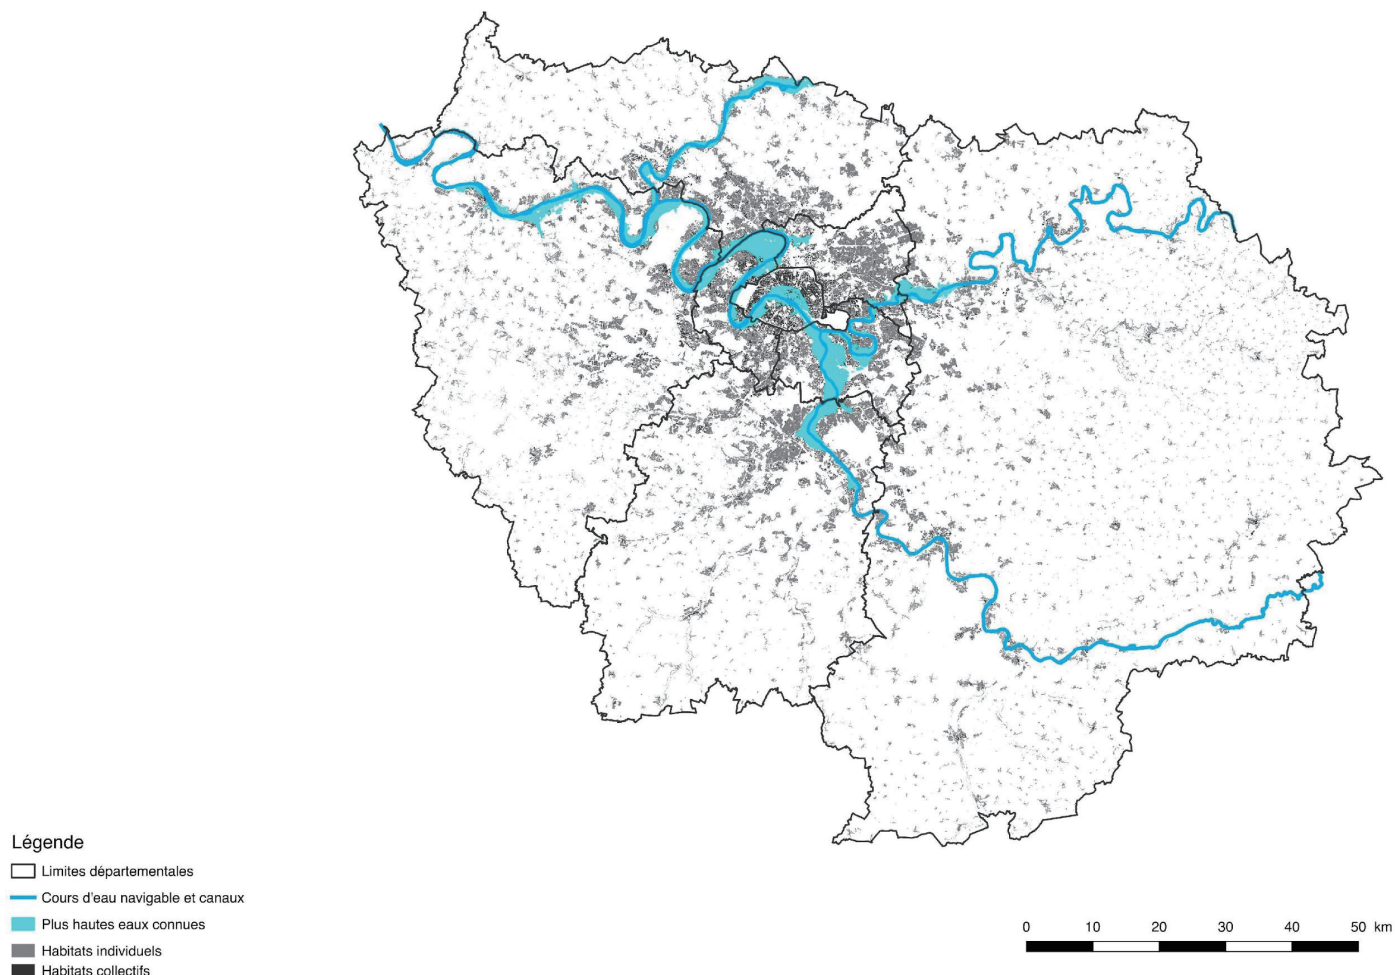 Légende
Limites départementales
Cours d'eau navigable et canaux
Plus hautes eaux connues
Habitats individuels
Habitats collectifs
0 10 20 30 40 50 km